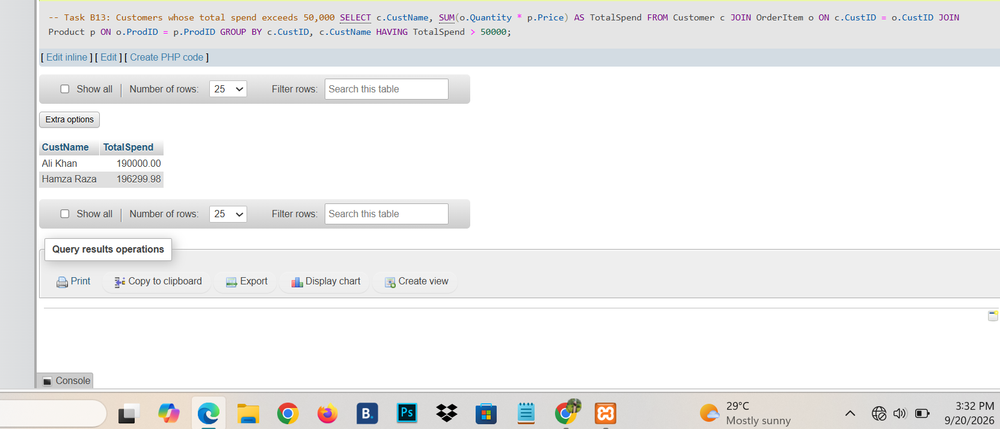 -- Task B13: Customers whose total spend exceeds 50,000 SELECT c.CustName, SUM(o.Quantity * p.Price) AS TotalSpend FROM Customer c JOIN OrderItem o ON c.CustID = o.CustID JOIN
Product p ON o.ProdID = p.ProdID GROUP BY c.CustID, c.CustName HAVING TotalSpend > 50000;
[ Edit inline ] [ Edit ] [ Create PHP code ]
Show all | Number of rows: 25 Filter rows: Search this table
Extra options
CustName TotalSpend
Ali Khan 190000.00
Hamza Raza 196299.98
Show all | Number of rows: 25 Filter rows: Search this table
Query results operations
Print Copy to clipboard Export Display chart Create view
Console
B. Ps
29°C
Mostly sunny
3:32 PM
9/20/2026